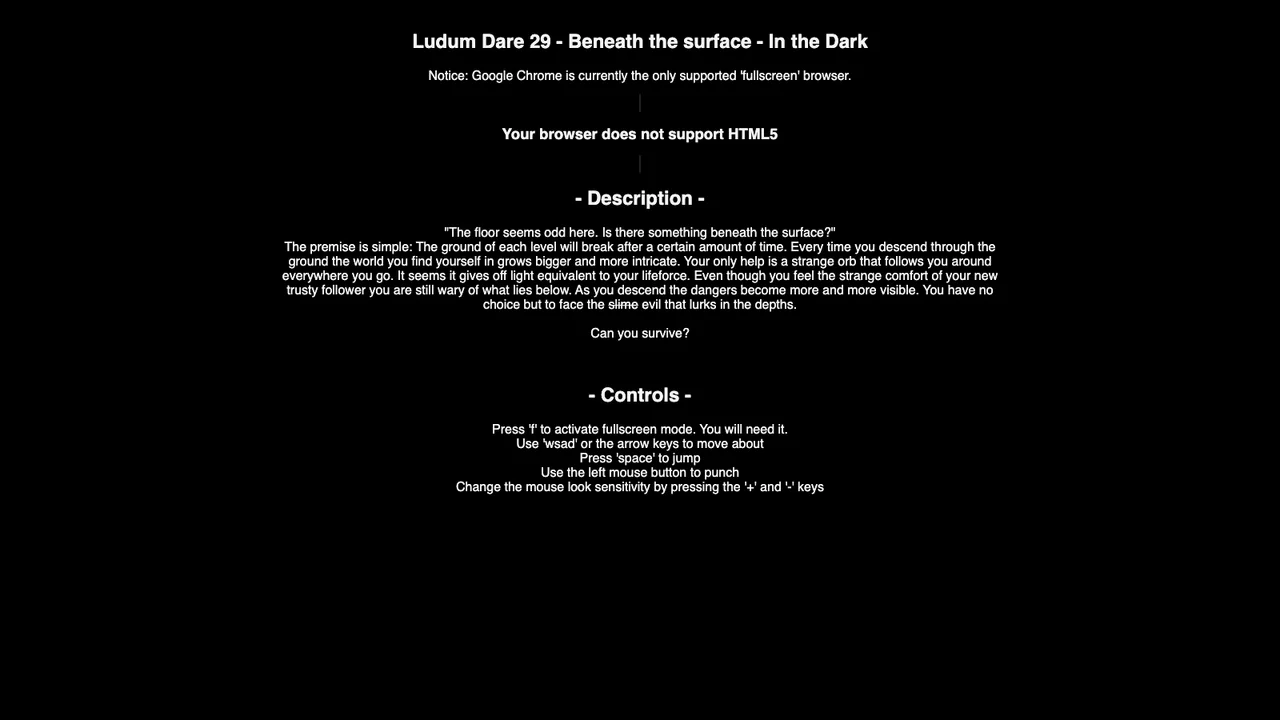 Ludum Dare 29 - Beneath the surface - In the Dark
Notice: Google Chrome is currently the only supported 'fullscreen' browser.
Your browser does not support HTML5
- Description -
"The floor seems odd here. Is there something beneath the surface?"
The premise is simple: The ground of each level will break after a certain amount of time. Every time you descend through the
ground the world you find yourself in grows bigger and more intricate. Your only help is a strange orb that follows you around
everywhere you go. It seems it gives off light equivalent to your lifeforce. Even though you feel the strange comfort of your new
trusty follower you are still wary of what lies below. As you descend the dangers become more and more visible. You have no
choice but to face the slime evil that lurks in the depths.
Can you survive?
- Controls -
Press 'f' to activate fullscreen mode. You will need it.
Use 'wsad' or the arrow keys to move about
Press 'space' to jump
Use the left mouse button to punch
Change the mouse look sensitivity by pressing the '+' and '-' keys